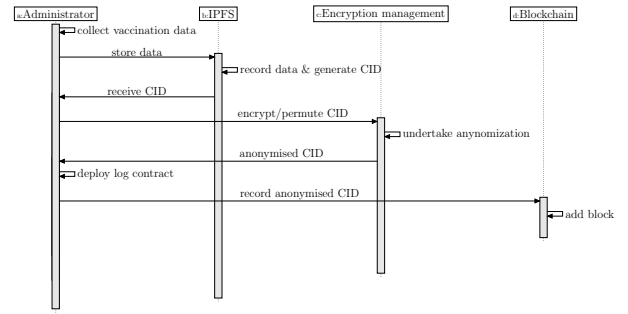 a:Administrator b:IPFS c:Encryption management d:Blockchain
collect vaccination data
store data
record data & generate CID
receive CID
encrypt/permute CID
undertake anynomization
anonymised CID
deploy log contract
record anonymised CID
add block